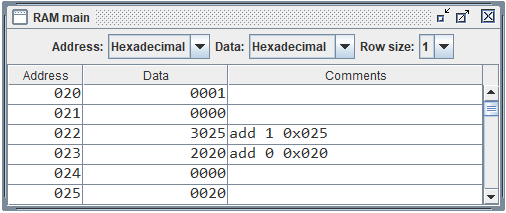 RAM main
Address: Hexadecimal Data: Hexadecimal Row size: 1
Address Data Comments
020 0001
021 0000
022 3025 add 1 0x025
023 2020 add 0 0x020
024 0000
025 0020